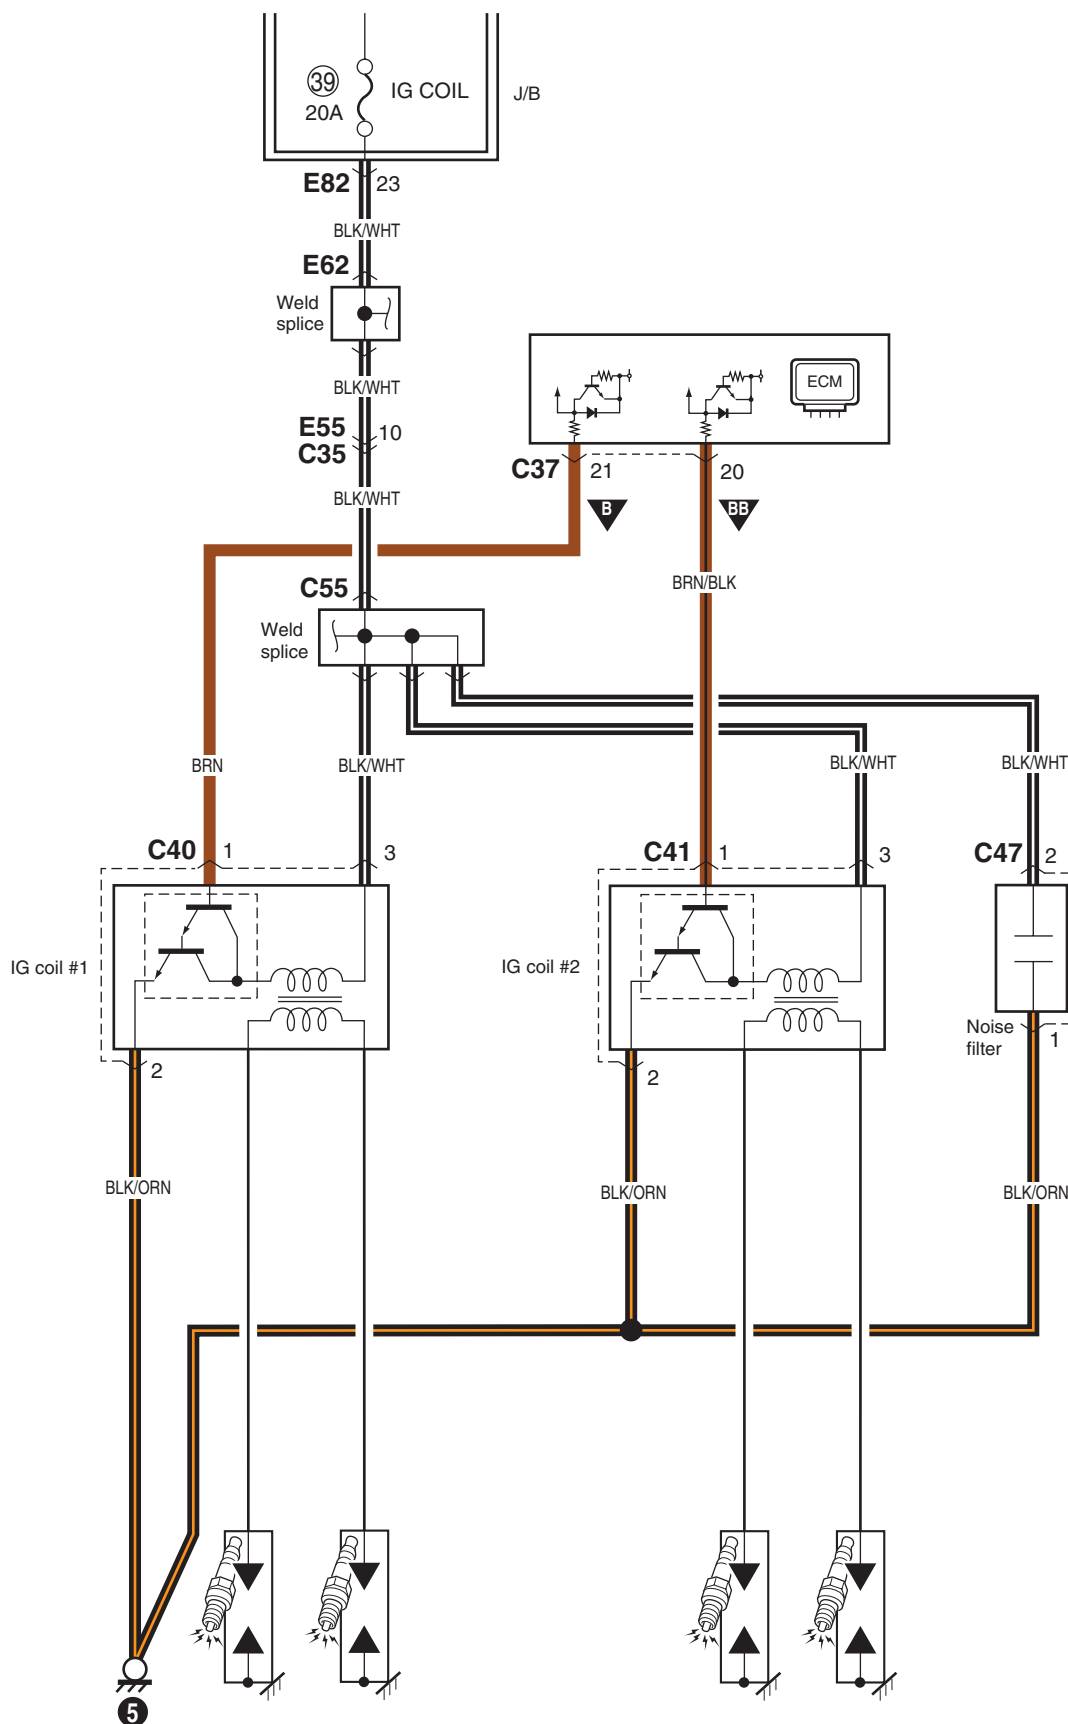 39
20A
IG COIL
J/B
E82
23
BLK/WHT
E62
Weld
splice
BLK/WHT
ECM
E55
10
C35
C37
21
20
BLK/WHT
B
BB
BRN/BLK
C55
Weld
splice
BRN
BLK/WHT
BLK/WHT
BLK/WHT
C40
1
3
C41
1
3
C47
2
IG coil #1
IG coil #2
Noise
filter
1
2
2
BLK/ORN
BLK/ORN
BLK/ORN
5